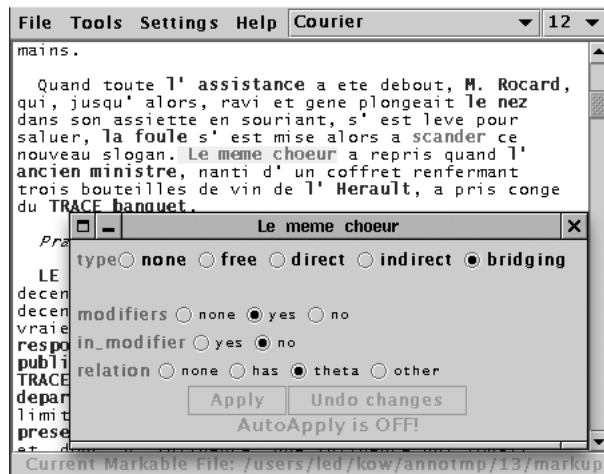 File Tools Settings Help Courier 12
mains.
Quand toute l' assistance a ete debout, M. Rocard,
qui, jusqu' alors, ravi et gene plongeait le nez
dans son assiette en souriant, s' est leve pour
saluer, la foule s' est mise alors a scander ce
nouveau slogan. Le meme choeur a repris quand l'
ancien ministre, nanti d' un coffret renfermant
trois bouteilles de vin de l' Herault, a pris conge
du TRACE banquet.
Le meme choeur
Pra
type none free direct indirect bridging
LE
decen
decen
modifiers none yes no
vraie
in_modifier yes no
respo
publi
relation none has theta other
TRACE
depar
Apply Undo changes
limit
AutoApply is OFF!
prese
Current Markable File: /users/led/kow/annotmp/13/markup